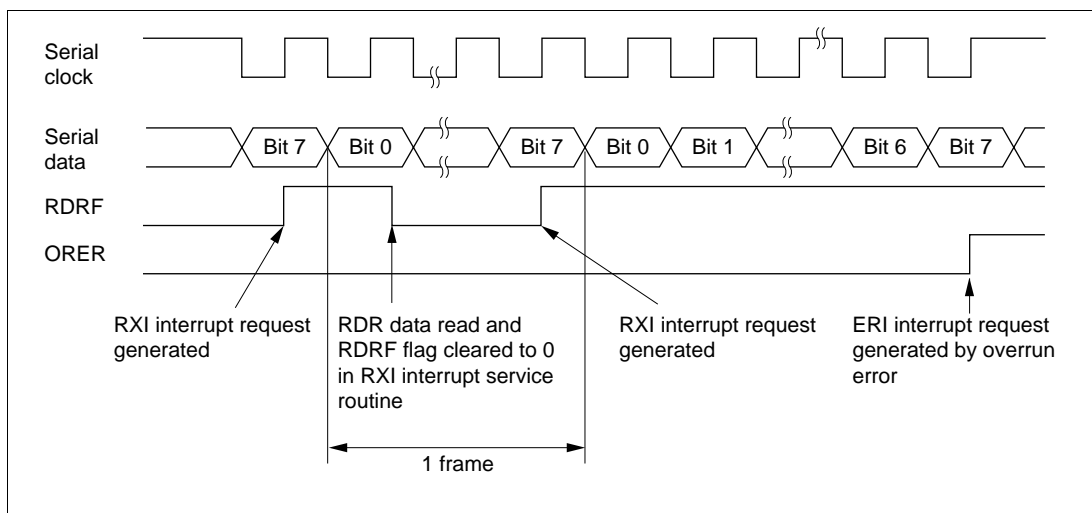 Serial
clock
Serial
data
Bit 7
Bit 0
Bit 7
Bit 0
Bit 1
Bit 6
Bit 7
RDRF
ORER
RXI interrupt request
generated
RDR data read and
RDRF flag cleared to 0
in RXI interrupt service
routine
RXI interrupt request
generated
ERI interrupt request
generated by overrun
error
1 frame